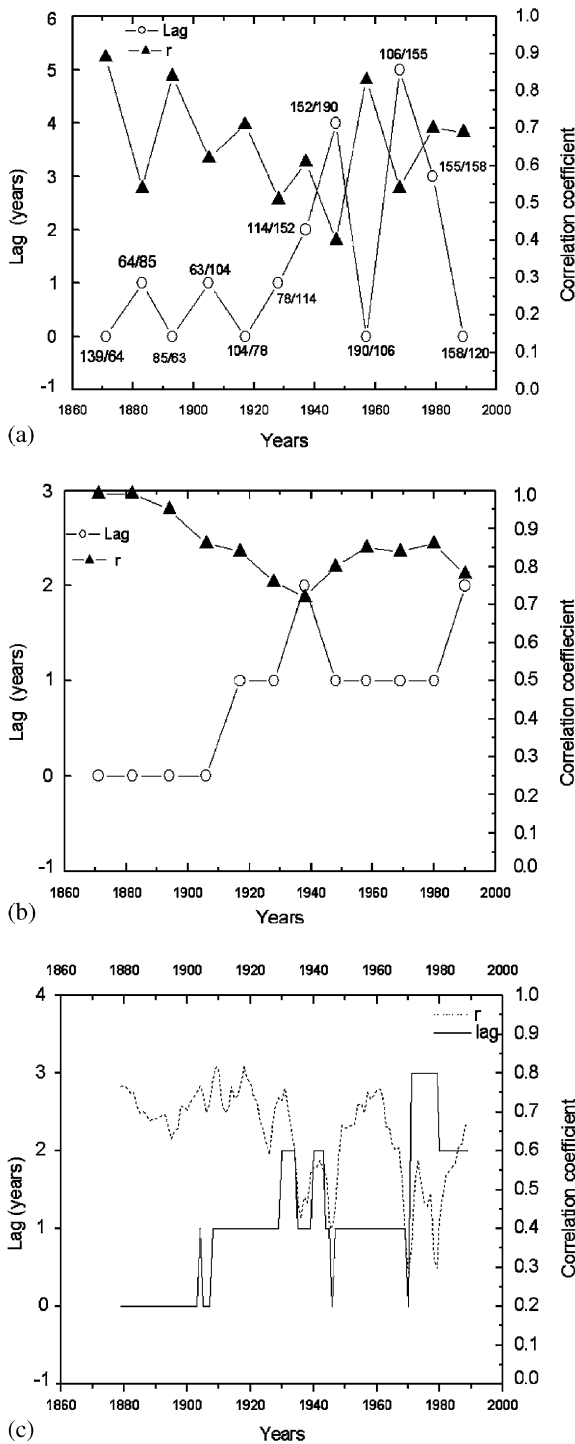 6
5
4
3
2
1
0
-1
Lag (years)
Lag
r
139/64
64/85
85/63
63/104
104/78
78/114
114/152
152/190
190/106
106/155
155/158
158/120
1.0
0.9
0.8
0.7
0.6
0.5
0.4
0.3
0.2
0.1
0.0
Correlation coefficient
1860 1880 1900 1920 1940 1960 1980 2000
Years
(a)
3
2
1
0
-1
Lag (years)
Lag
r
1.0
0.9
0.8
0.7
0.6
0.5
0.4
0.3
0.2
0.1
0.0
Correlation coeffiecient
1860 1880 1900 1920 1940 1960 1980 2000
Years
(b)
1860 1880 1900 1920 1940 1960 1980 2000
4
3
2
1
0
-1
Lag (years)
r
lag
1.0
0.9
0.8
0.7
0.6
0.5
0.4
0.3
0.2
0.1
0.0
Correlation coefficient
1860 1880 1900 1920 1940 1960 1980 2000
Years
(c)